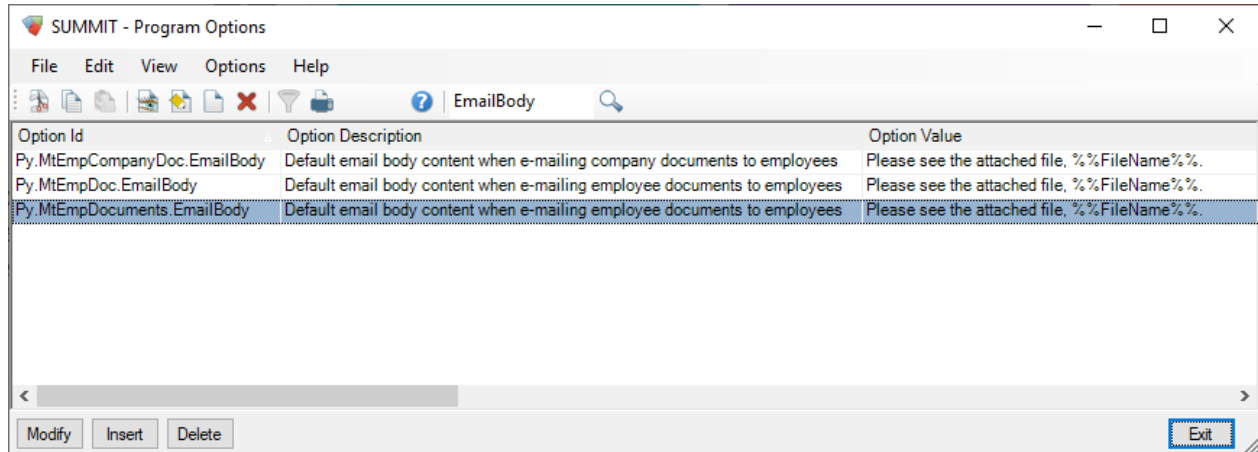 SUMMIT - Program Options
File Edit View Options Help
EmailBody
Option Id Option Description Option Value
Py.MtEmpCompanyDoc.EmailBody Default email body content when e-mailing company documents to employees Please see the attached file, %%FileName%%.
Py.MtEmpDoc.EmailBody Default email body content when e-mailing employee documents to employees Please see the attached file, %%FileName%%.
Py.MtEmpDocuments.EmailBody Default email body content when e-mailing employee documents to employees Please see the attached file, %%FileName%%.
Modify Insert Delete Exit